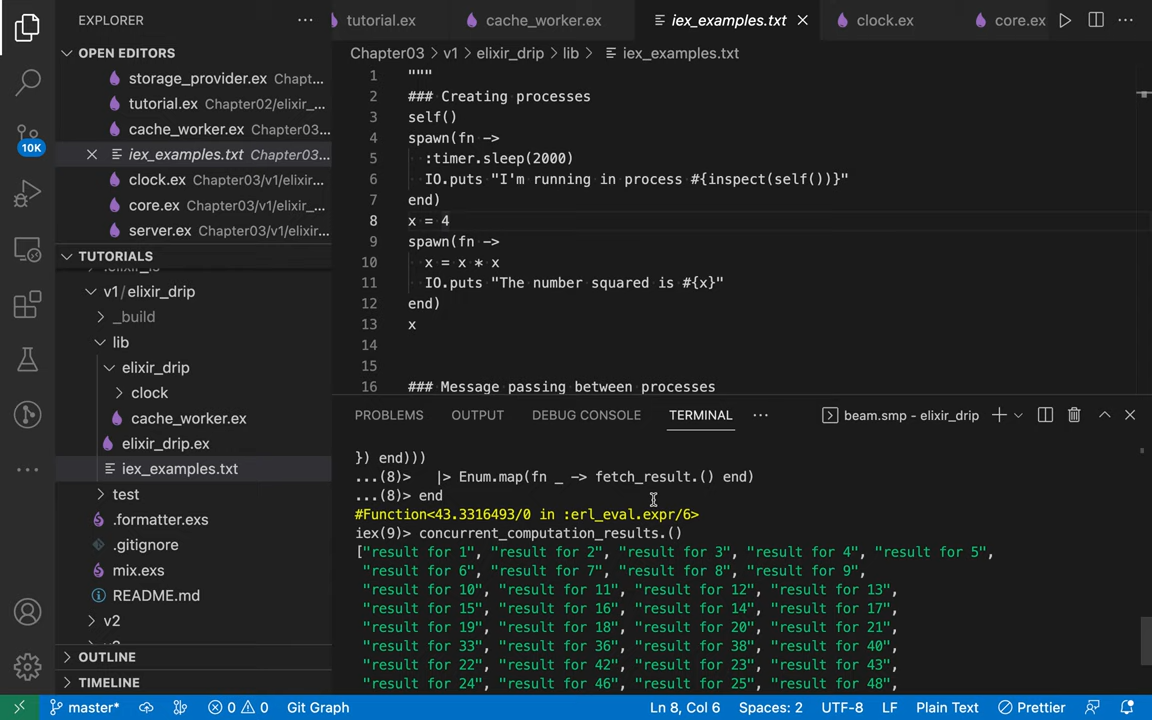 EXPLORER
OPEN EDITORS
storage_provider.ex Chapt...
tutorial.ex Chapter02/elixir_...
cache_worker.ex Chapter03...
iex_examples.txt Chapter03...
clock.ex Chapter03/v1/elixir...
core.ex Chapter03/v1/elixir...
server.ex Chapter03/v1/elixir...
TUTORIALS
10K
v1/elixir_drip
_build
lib
elixir_drip
clock
cache_worker.ex
elixir_drip.ex
iex_examples.txt
test
.formatter.exs
.gitignore
mix.exs
README.md
v2
OUTLINE
TIMELINE
tutorial.ex cache_worker.ex iex_examples.txt clock.ex core.ex
Chapter03 > v1 > elixir_drip > lib > iex_examples.txt
1 """
2 ### Creating processes
3 self()
4 spawn(fn ->
5 :timer.sleep(2000)
6 IO.puts "I'm running in process #{inspect(self())}"
7 end)
8 x = 4
9 spawn(fn ->
10 x = x * x
11 IO.puts "The number squared is #{x}"
12 end)
13 x
14
15
16 ### Message passing between processes
PROBLEMS OUTPUT DEBUG CONSOLE TERMINAL ... beam.smp - elixir_drip
}) end)))
...(8)> |> Enum.map(fn _ -> fetch_result.() end)
...(8)> end
#Function<43.3316493/0 in :erl_eval.expr/6>
iex(9)> concurrent_computation_results.()
["result for 1", "result for 2", "result for 3", "result for 4", "result for 5",
"result for 6", "result for 7", "result for 8", "result for 9",
"result for 10", "result for 11", "result for 12", "result for 13",
"result for 15", "result for 16", "result for 14", "result for 17",
"result for 19", "result for 18", "result for 20", "result for 21",
"result for 33", "result for 36", "result for 38", "result for 40",
"result for 22", "result for 42", "result for 23", "result for 43",
"result for 24", "result for 46", "result for 25", "result for 48",
master* 0 0 Git Graph Ln 8, Col 6 Spaces: 2 UTF-8 LF Plain Text Prettier